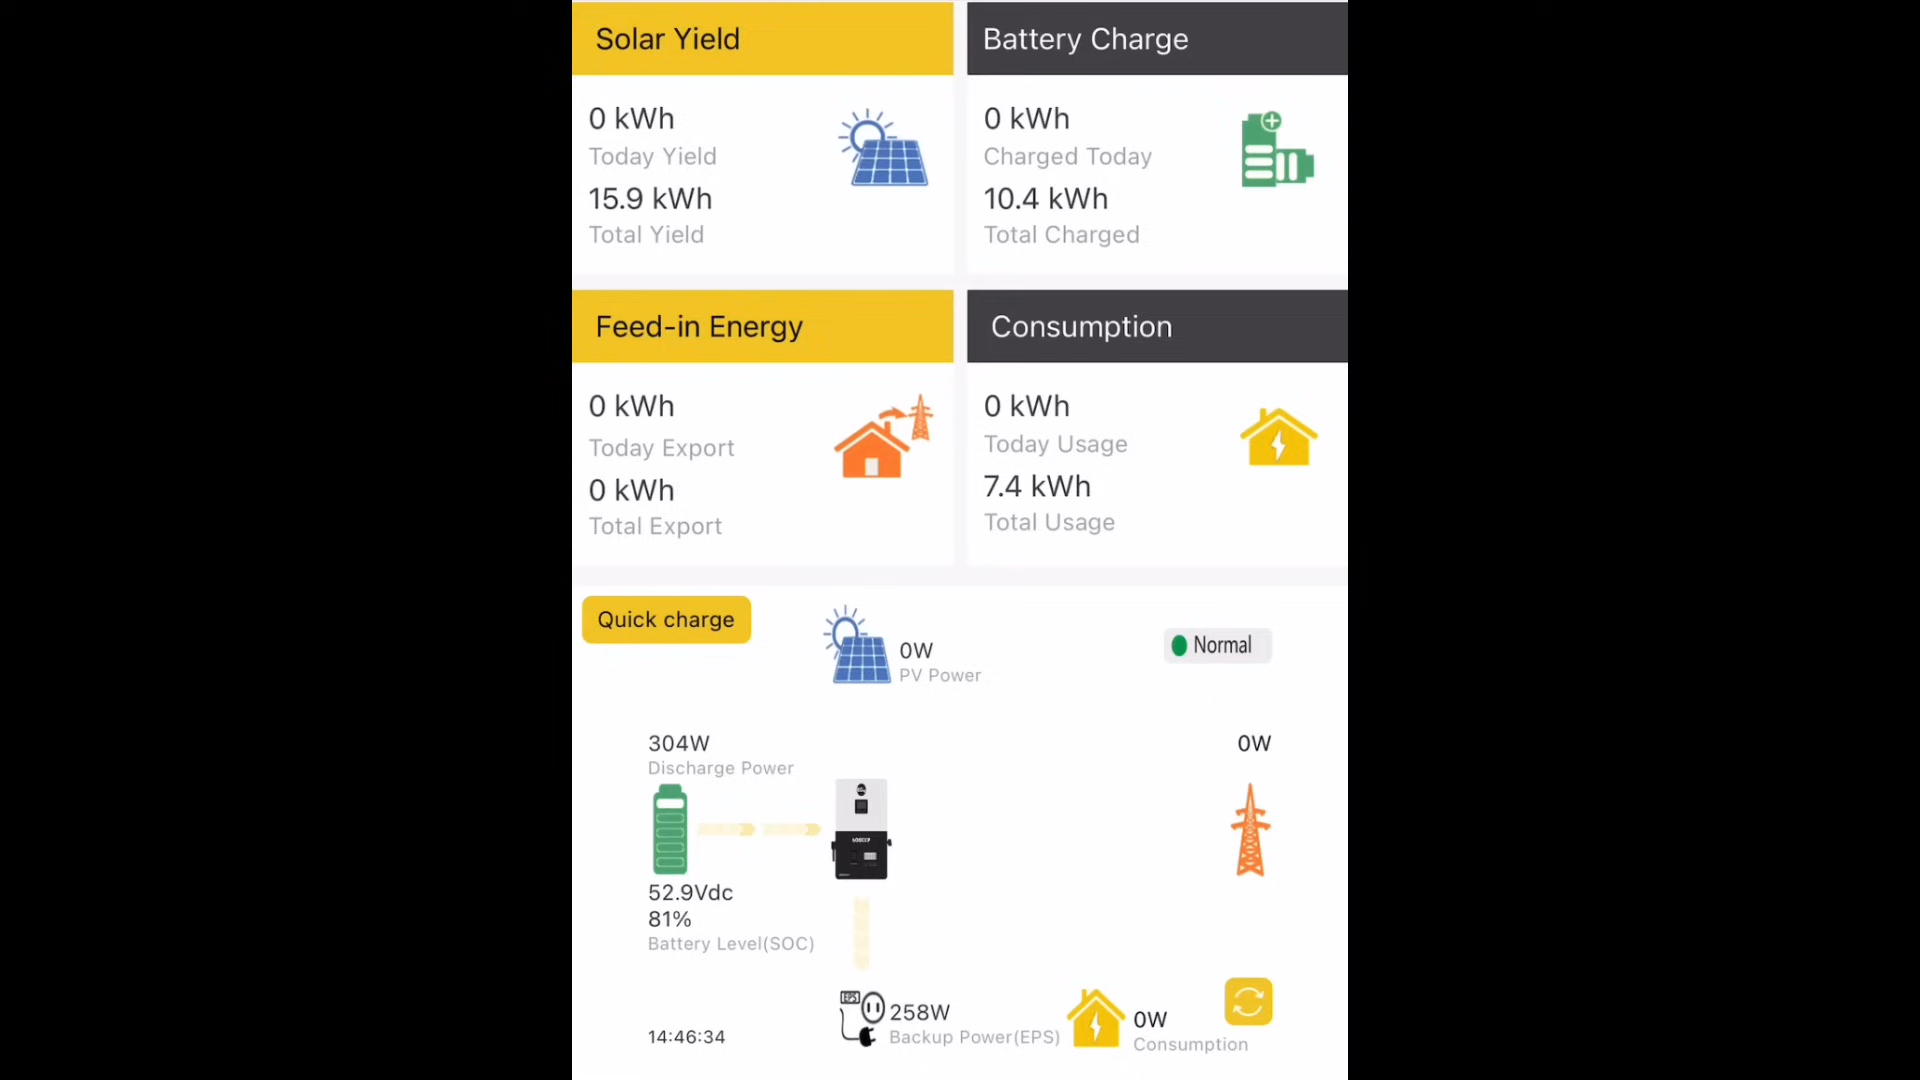 Solar Yield
Battery Charge
0 kWh
Today Yield
15.9 kWh
Total Yield
0 kWh
Charged Today
10.4 kWh
Total Charged
Feed-in Energy
Consumption
0 kWh
Today Export
0 kWh
Total Export
0 kWh
Today Usage
7.4 kWh
Total Usage
Quick charge
0W
PV Power
Normal
304W
Discharge Power
0W
52.9Vdc
81%
Battery Level(SOC)
EPS
258W
Backup Power(EPS)
0W
Consumption
14:46:34